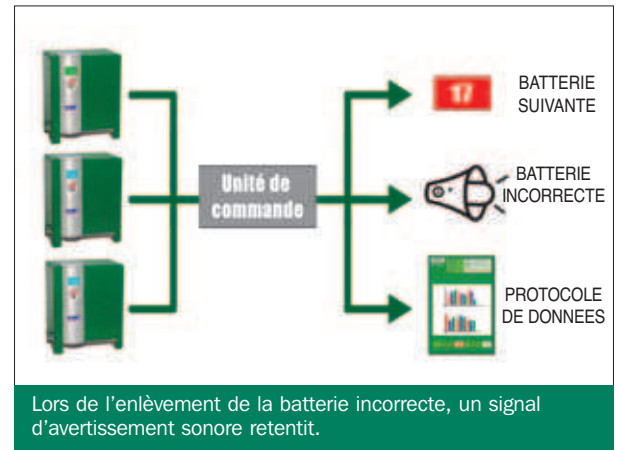 17
BATTERIE
SUIVANTE
Unité de
commande
BATTERIE
INCORRECTE
PROTOCOLE
DE DONNEES
Lors de l'enlèvement de la batterie incorrecte, un signal
d'avertissement sonore retentit.